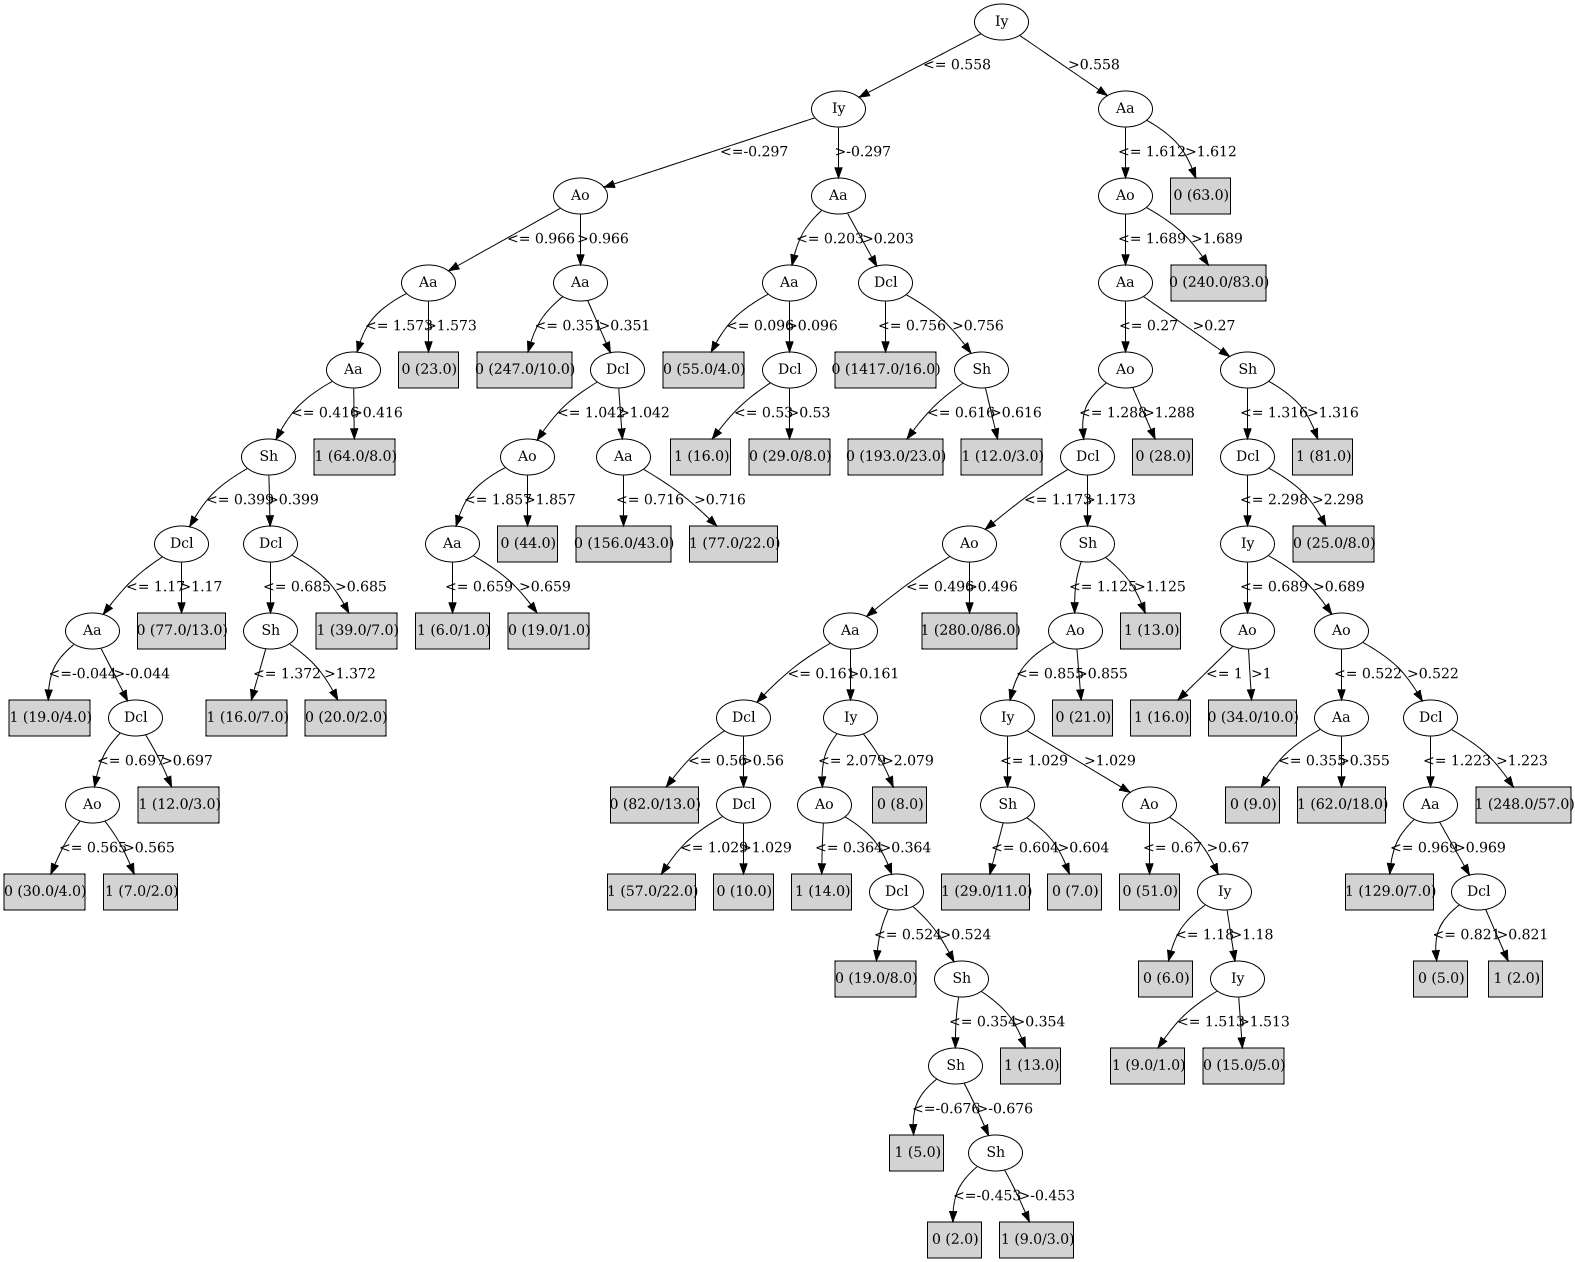 Iy
<= 0.558 >0.558
Iy Aa
<=-0.297 >-0.297 <= 1.612 >1.612
Ao Aa Ao 0 (63.0)
<= 0.966 >0.966 <= 0.203 >0.203 <= 1.689 >1.689
Aa Aa Aa Dcl Aa 0 (240.0/83.0)
<= 1.573 >1.573 <= 0.351 >0.351 <= 0.096 >0.096 <= 0.756 >0.756 <= 0.27 >0.27
Aa 0 (23.0) 0 (247.0/10.0) Dcl 0 (55.0/4.0) Dcl 0 (1417.0/16.0) Sh Ao Sh
<= 0.416 >0.416 <= 1.042 >1.042 <= 0.53 >0.53 <= 0.616 >0.616 <= 1.288 >1.288 <= 1.316 >1.316
Sh 1 (64.0/8.0) Ao Aa 1 (16.0) 0 (29.0/8.0) 0 (193.0/23.0) 1 (12.0/3.0) Dcl 0 (28.0) Dcl 1 (81.0)
<= 0.399 >0.399 <= 1.857 >1.857 <= 0.716 >0.716 <= 1.173 >1.173 <= 2.298 >2.298
Dcl Dcl Aa 0 (44.0) 0 (156.0/43.0) 1 (77.0/22.0) Ao Sh Iy 0 (25.0/8.0)
<= 1.17 >1.17 <= 0.685 >0.685 <= 0.659 >0.659 <= 0.496 >0.496 <= 1.125 >1.125 <= 0.689 >0.689
Aa 0 (77.0/13.0) Sh 1 (39.0/7.0) 1 (6.0/1.0) 0 (19.0/1.0) Aa 1 (280.0/86.0) Ao 1 (13.0) Ao Ao
<=-0.044 >-0.044 <= 1.372 >1.372 <= 0.161 >0.161 <= 0.855 >0.855 <= 1 >1 <= 0.522 >0.522
1 (19.0/4.0) Dcl 1 (16.0/7.0) 0 (20.0/2.0) Dcl Iy Iy 0 (21.0) 1 (16.0) 0 (34.0/10.0) Aa Dcl
<= 0.697 >0.697 <= 0.56 >0.56 <= 2.079 >2.079 <= 1.029 >1.029 <= 0.355 >0.355 <= 1.223 >1.223
Ao 1 (12.0/3.0) 0 (82.0/13.0) Dcl Ao 0 (8.0) Sh Ao 0 (9.0) 1 (62.0/18.0) Aa 1 (248.0/57.0)
<= 0.565 >0.565 <= 1.029 >1.029 <= 0.364 >0.364 <= 0.604 >0.604 <= 0.67 >0.67 <= 0.969 >0.969
0 (30.0/4.0) 1 (7.0/2.0) 1 (57.0/22.0) 0 (10.0) 1 (14.0) Dcl 1 (29.0/11.0) 0 (7.0) 0 (51.0) Iy 1 (129.0/7.0) Dcl
<= 0.524 >0.524 <= 1.18 >1.18 <= 0.821 >0.821
0 (19.0/8.0) Sh 0 (6.0) Iy 0 (5.0) 1 (2.0)
<= 0.354 >0.354 <= 1.513 >1.513
Sh 1 (13.0) 1 (9.0/1.0) 0 (15.0/5.0)
<=-0.676 >-0.676
1 (5.0) Sh
<=-0.453 >-0.453
0 (2.0) 1 (9.0/3.0)